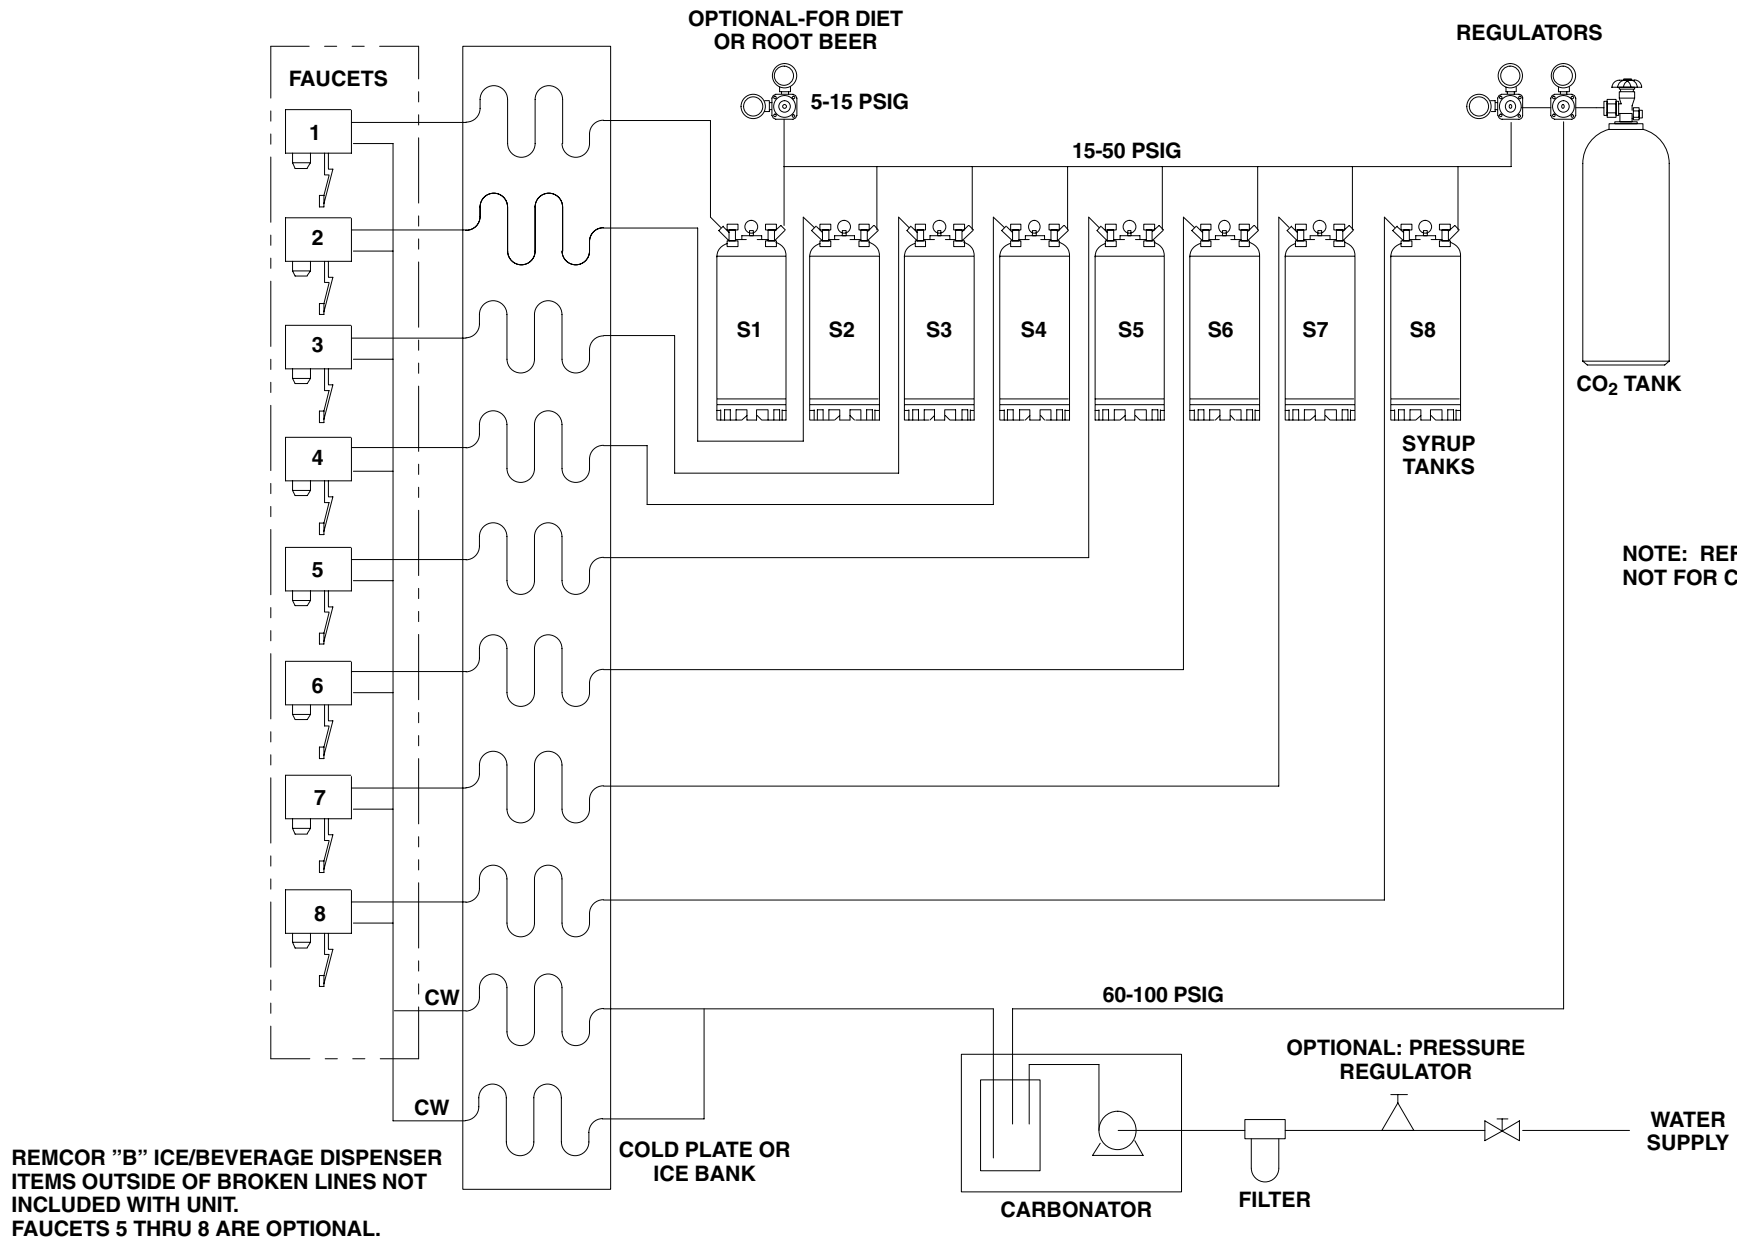 OPTIONAL-FOR DIET
OR ROOT BEER
REGULATORS
FAUCETS
5-15 PSIG
15-50 PSIG
1
2
3
4
5
6
7
8
S1
S2
S3
S4
S5
S6
S7
S8
CO2 TANK
SYRUP
TANKS
NOTE: REF
NOT FOR C
CW
60-100 PSIG
OPTIONAL: PRESSURE
REGULATOR
CW
WATER
SUPPLY
COLD PLATE OR
ICE BANK
CARBONATOR
FILTER
REMCOR ”B” ICE/BEVERAGE DISPENSER
ITEMS OUTSIDE OF BROKEN LINES NOT
INCLUDED WITH UNIT.
FAUCETS 5 THRU 8 ARE OPTIONAL.